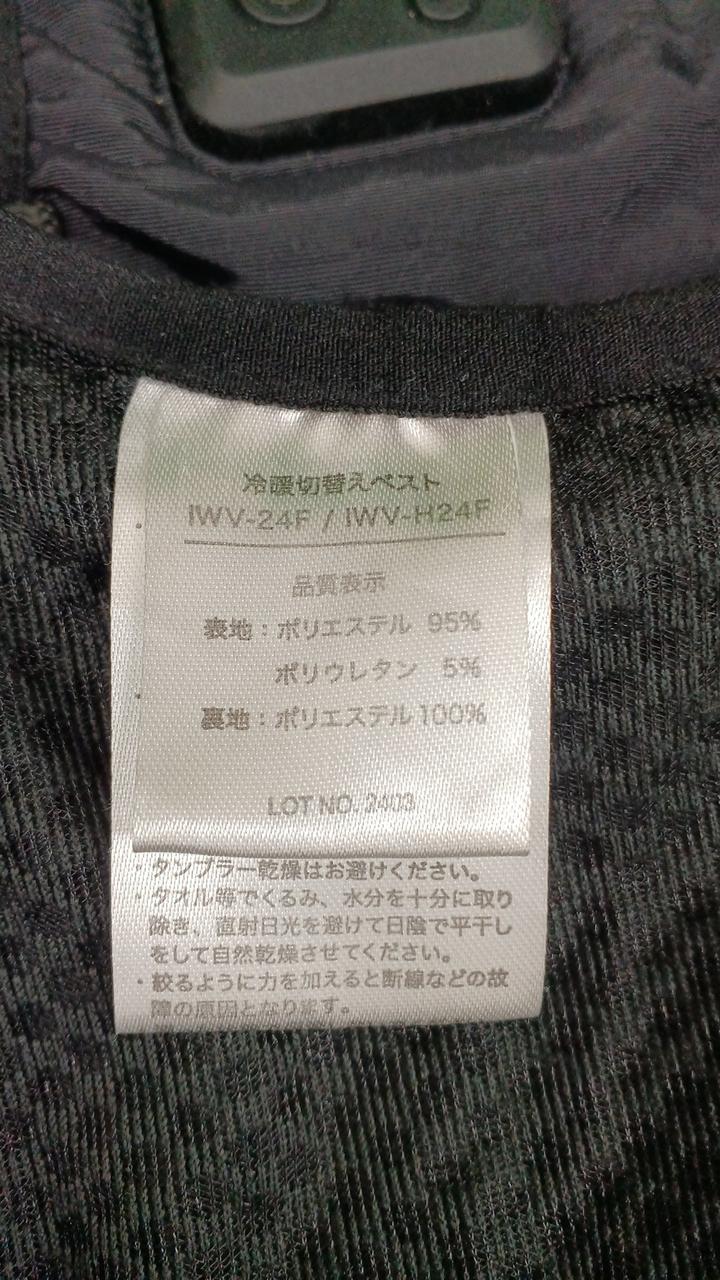 冷暖切替えベスト
IWV-24F / IWV-H24F
品質表示
表地：ポリエステル 95%
ポリウレタン 5%
裏地：ポリエステル100%
LOT NO. 2403
・タンブラー乾燥はお避けください。
・タオル等でくるみ、水分を十分に取り
除き、直射日光を避けて日陰で平干し
をして自然乾燥させてください。
・絞るように力を加えると断線などの故
障の原因となります。